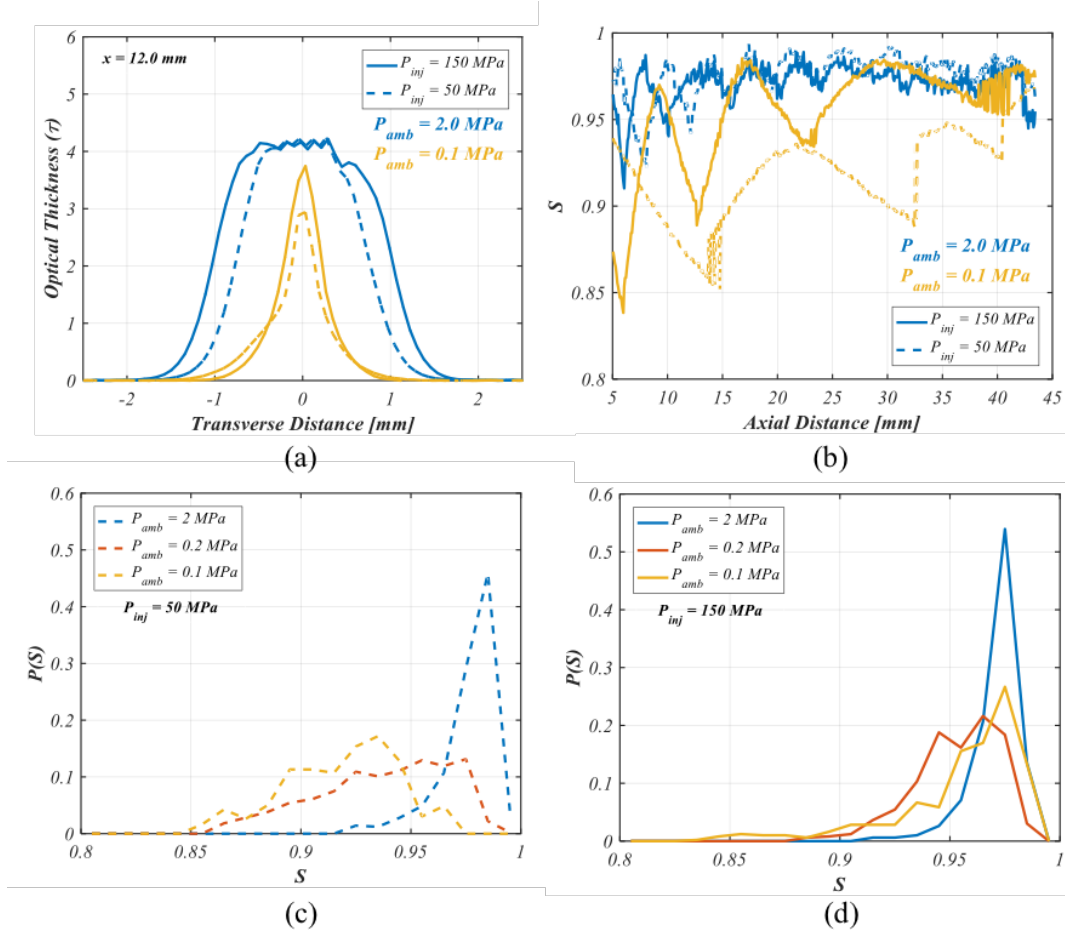 6
5
4
3
2
1
0
Optical Thickness (τ)
x = 12.0 mm
P_inj = 150 MPa
P_inj = 50 MPa
P_amb = 2.0 MPa
P_amb = 0.1 MPa
-2 -1 0 1 2
Transverse Distance [mm]
(a)
1
0.95
0.9
0.85
0.8
S
P_amb = 2.0 MPa
P_amb = 0.1 MPa
P_inj = 150 MPa
P_inj = 50 MPa
5 10 15 20 25 30 35 40 45
Axial Distance [mm]
(b)
0.6
0.5
0.4
0.3
0.2
0.1
0
P(S)
P_amb = 2 MPa
P_amb = 0.2 MPa
P_amb = 0.1 MPa
P_inj = 50 MPa
0.8 0.85 0.9 0.95 1
S
(c)
0.6
0.5
0.4
0.3
0.2
0.1
0
P(S)
P_amb = 2 MPa
P_amb = 0.2 MPa
P_amb = 0.1 MPa
P_inj = 150 MPa
0.8 0.85 0.9 0.95 1
S
(d)